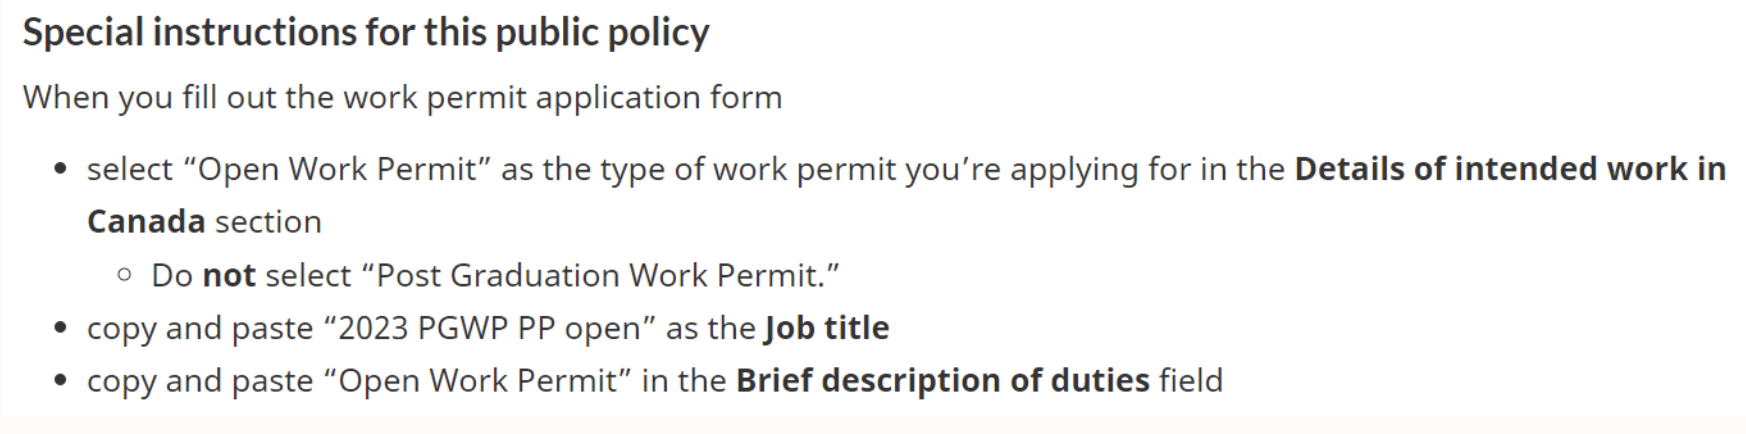 Special instructions for this public policy
When you fill out the work permit application form
• select “Open Work Permit” as the type of work permit you’re applying for in the Details of intended work in
Canada section
○ Do not select “Post Graduation Work Permit.”
• copy and paste “2023 PGWP PP open” as the Job title
• copy and paste “Open Work Permit” in the Brief description of duties field